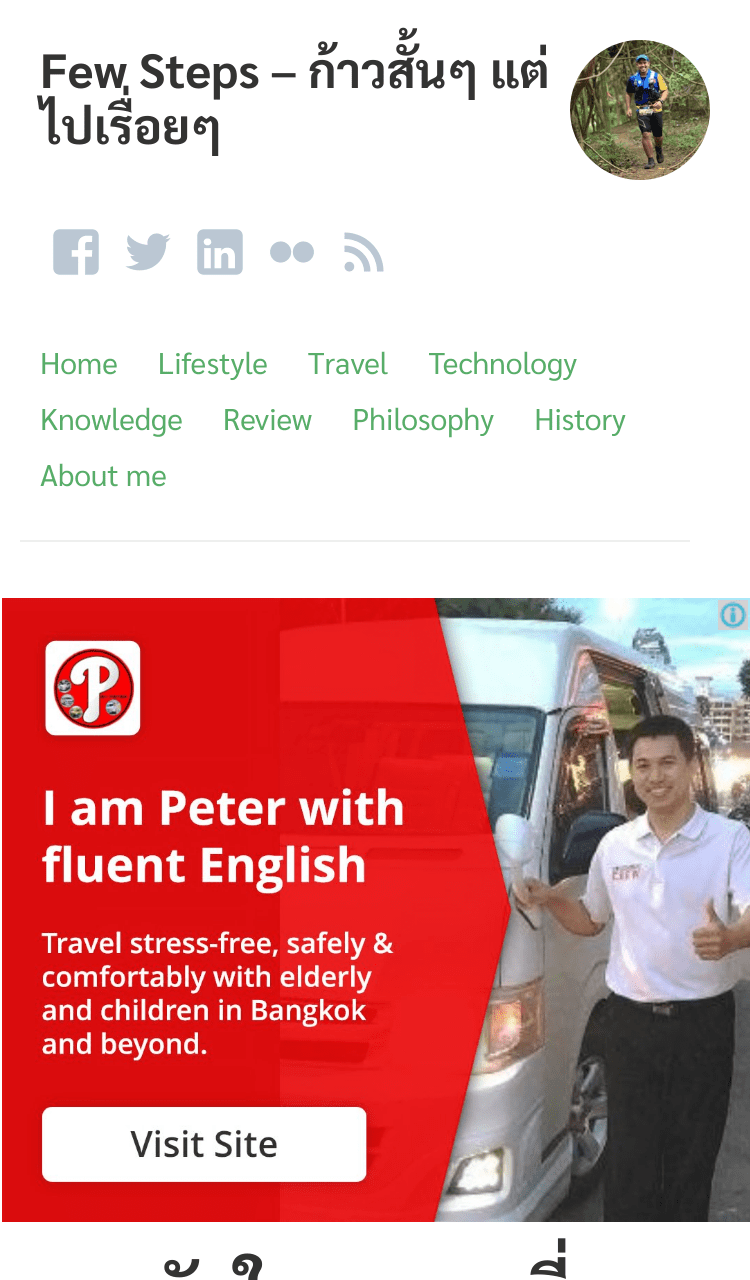 Few Steps – ก้าวสั้นๆ แต่
ไปเรื่อยๆ
Home Lifestyle Travel Technology
Knowledge Review Philosophy History
About me
P
I am Peter with
fluent English
Travel stress-free, safely &
comfortably with elderly
and children in Bangkok
and beyond.
Visit Site